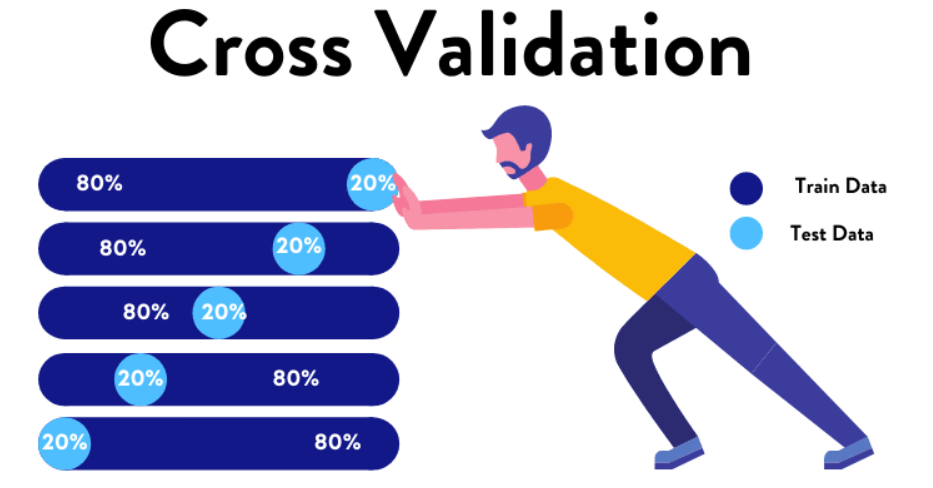 Cross Validation
80% 20%
Train Data
Test Data
80% 20%
80% 20%
20% 80%
20% 80%